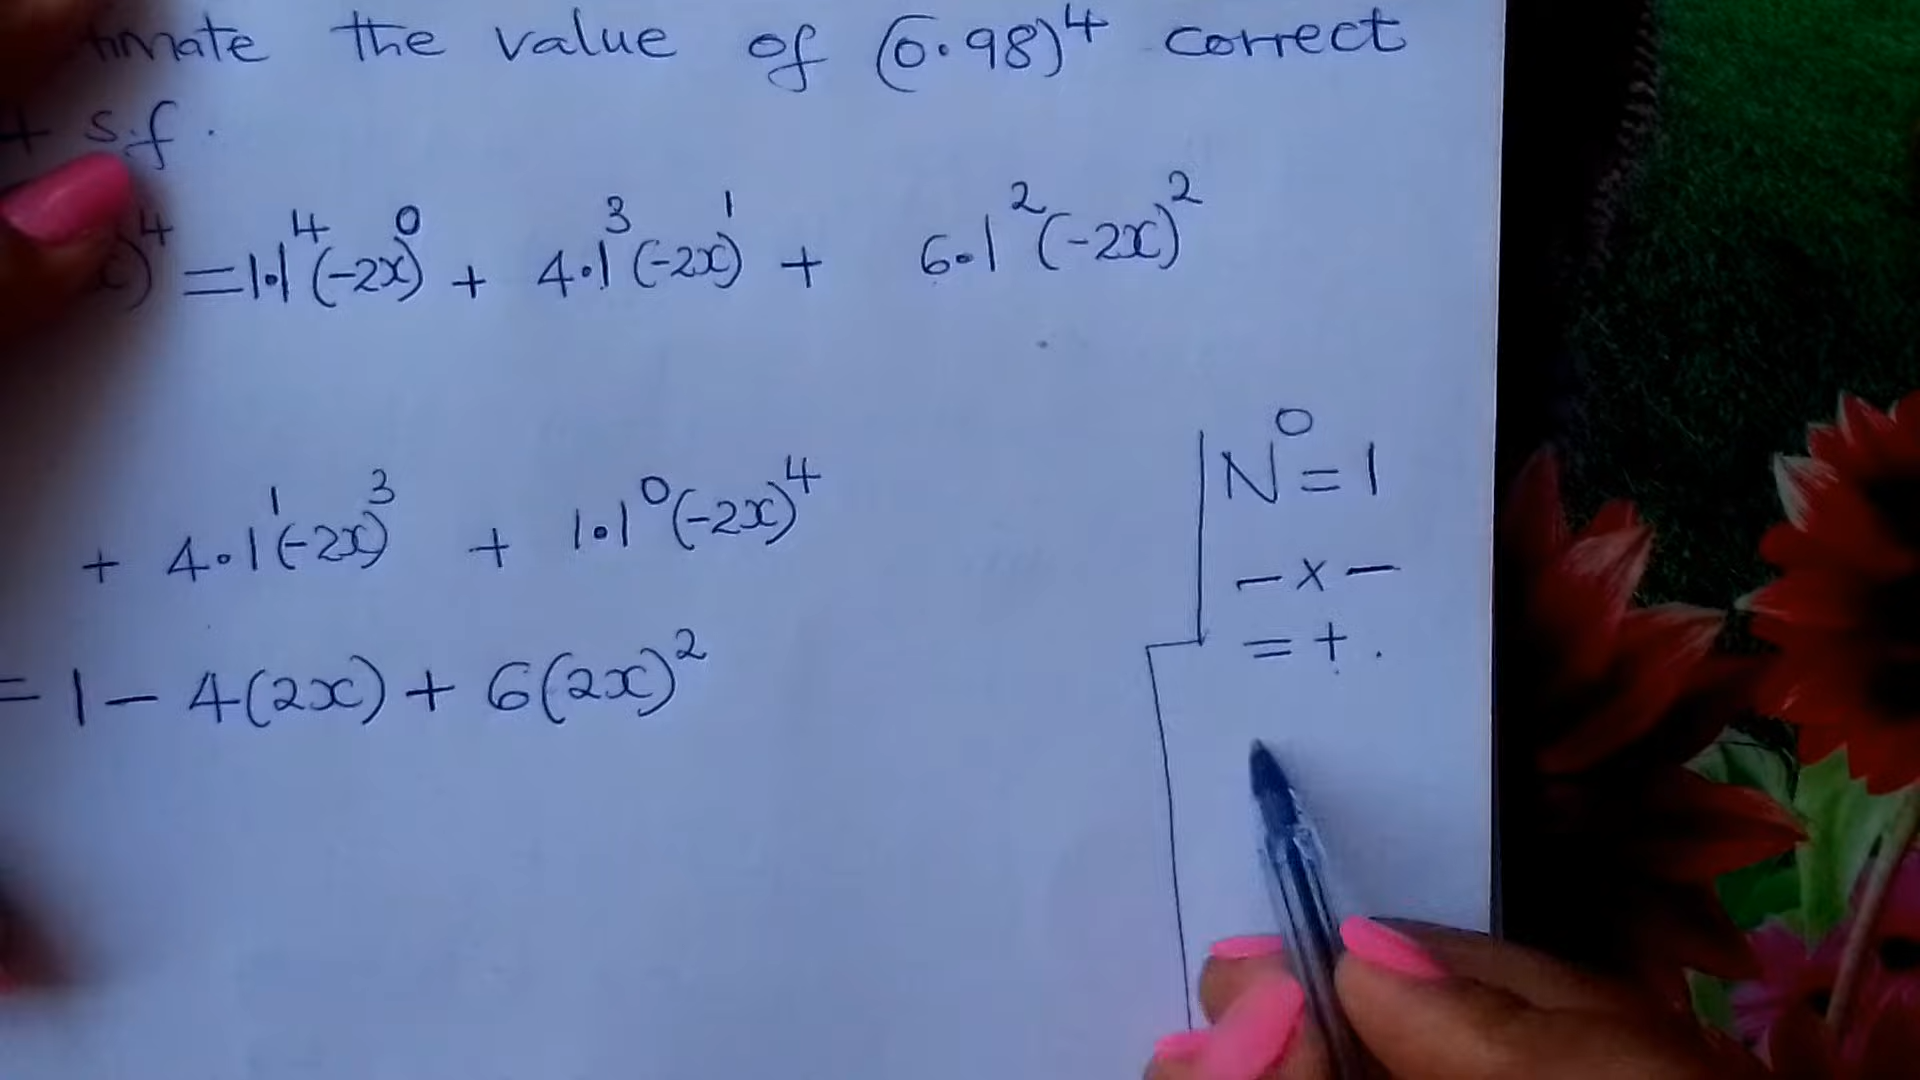 the value of (0.98)⁴ correct
s.f.
)⁴ = 1.1⁴(-2x)⁰ + 4.1³(-2x)¹ + 6.1²(-2x)²
+ 4.1¹(-2x)³ + 1.1⁰(-2x)⁴
= 1 - 4(2x) + 6(2x)²
N⁰ = 1
- x -
= + .